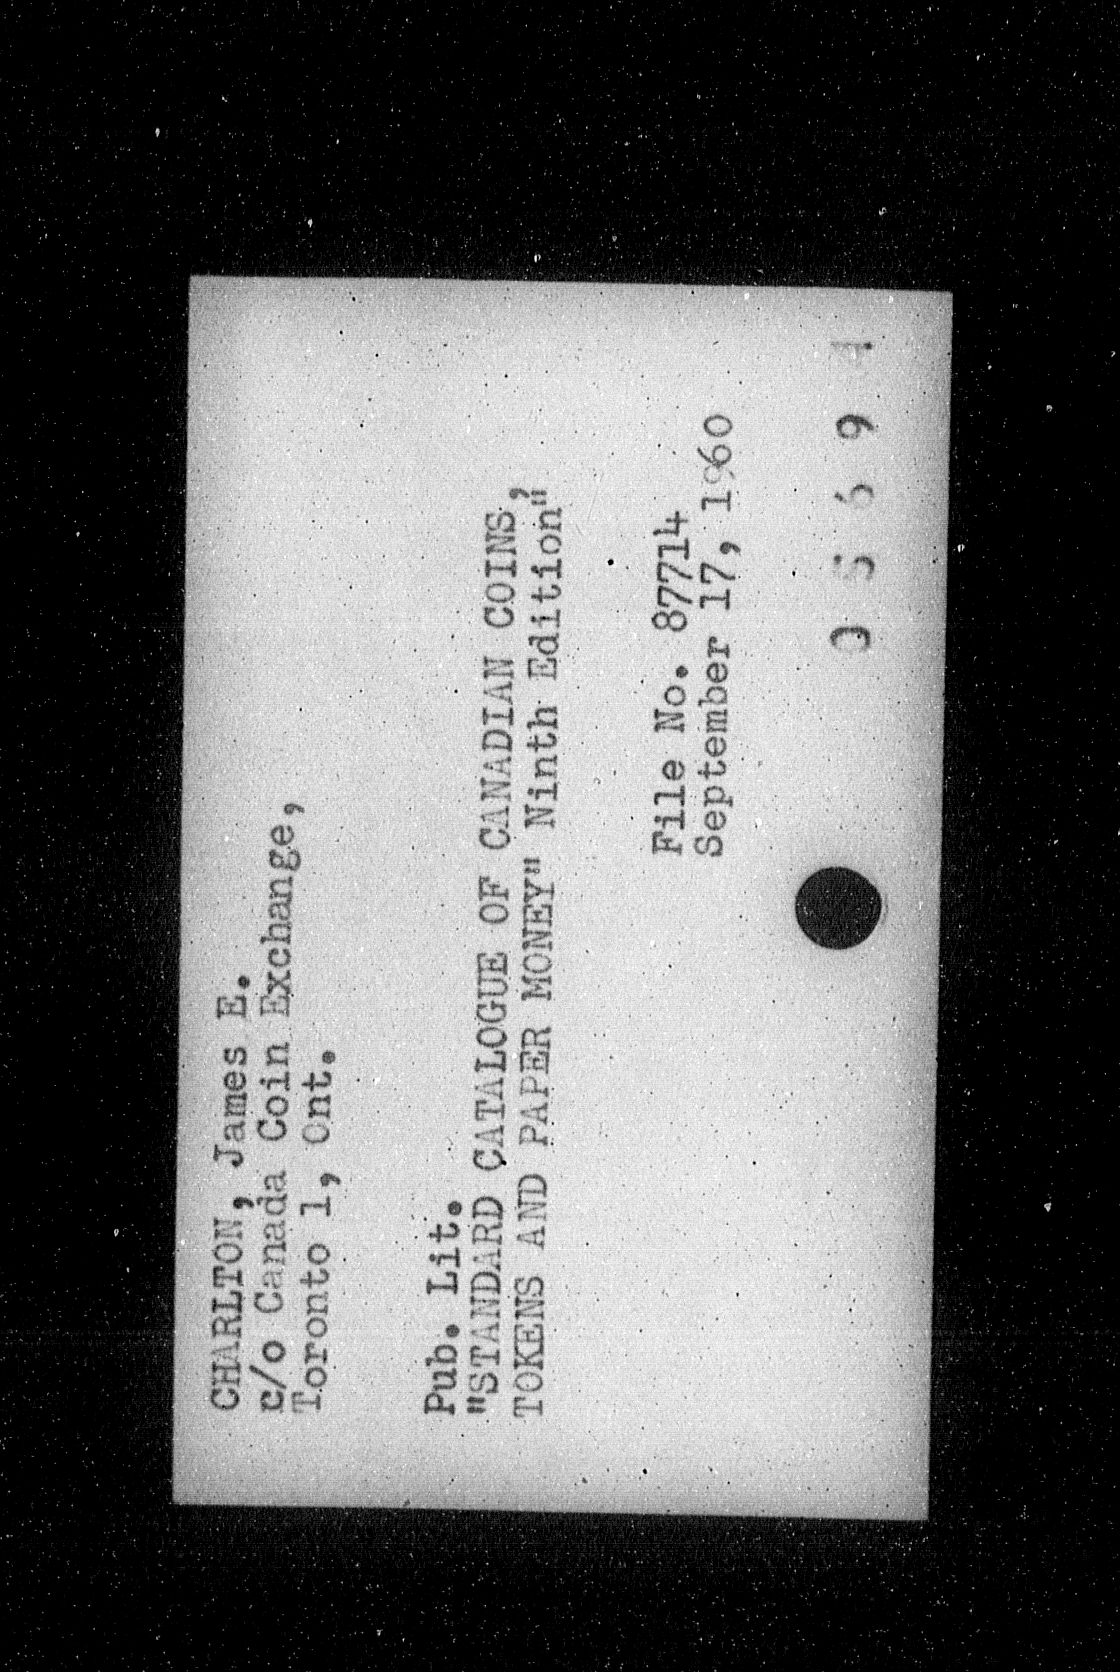 CHARLTON, James E.
c/o Canada Coin Exchange,
Toronto 1, Ont.
Pub. Lit.
"STANDARD CATALOGUE OF CANADIAN COINS,
TOKENS AND PAPER MONEY" Ninth Edition"
File No. 87714
September 17, 1960
05694